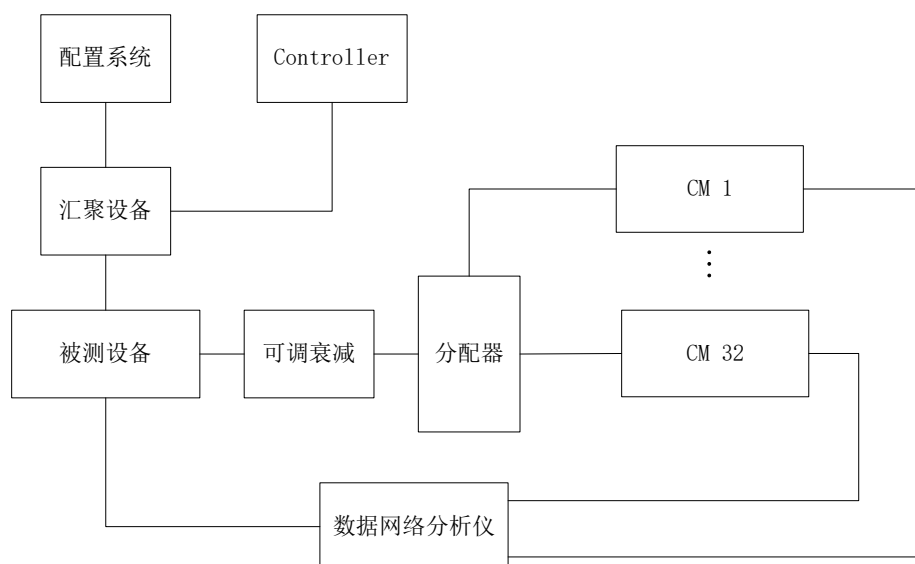 配置系统
Controller
汇聚设备
CM 1
被测设备
可调衰减
分配器
CM 32
数据网络分析仪